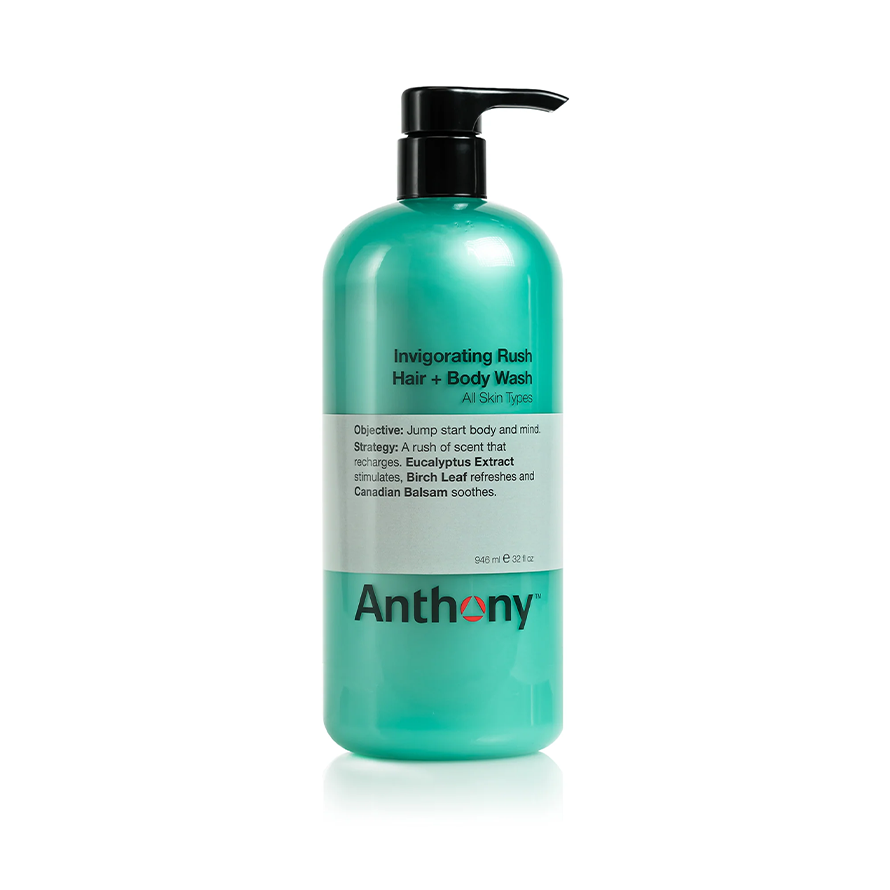 Invigorating Rush
Hair + Body Wash
All Skin Types
Objective: Jump start body and mind.
Strategy: A rush of scent that
recharges. Eucalyptus Extract
stimulates, Birch Leaf refreshes and
Canadian Balsam soothes.
946 ml e 32 fl oz
Anthony™